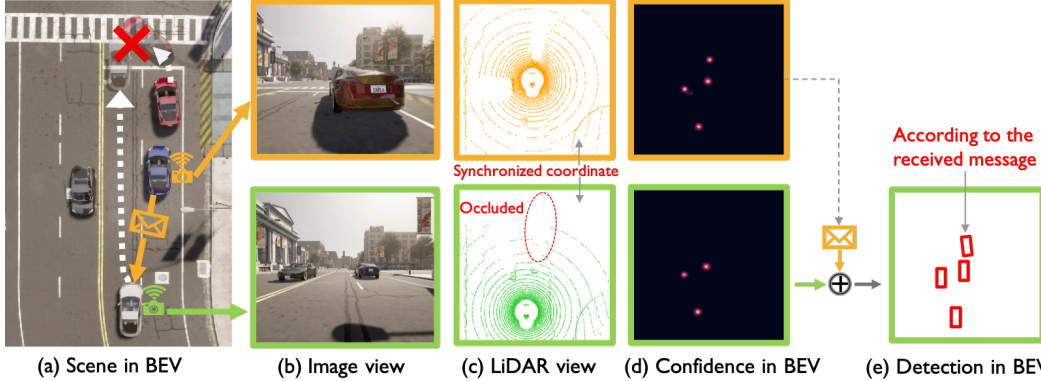 According to the
received message
Synchronized coordinate
Occluded
(a) Scene in BEV
(b) Image view
(c) LiDAR view
(d) Confidence in BEV
(e) Detection in BEV